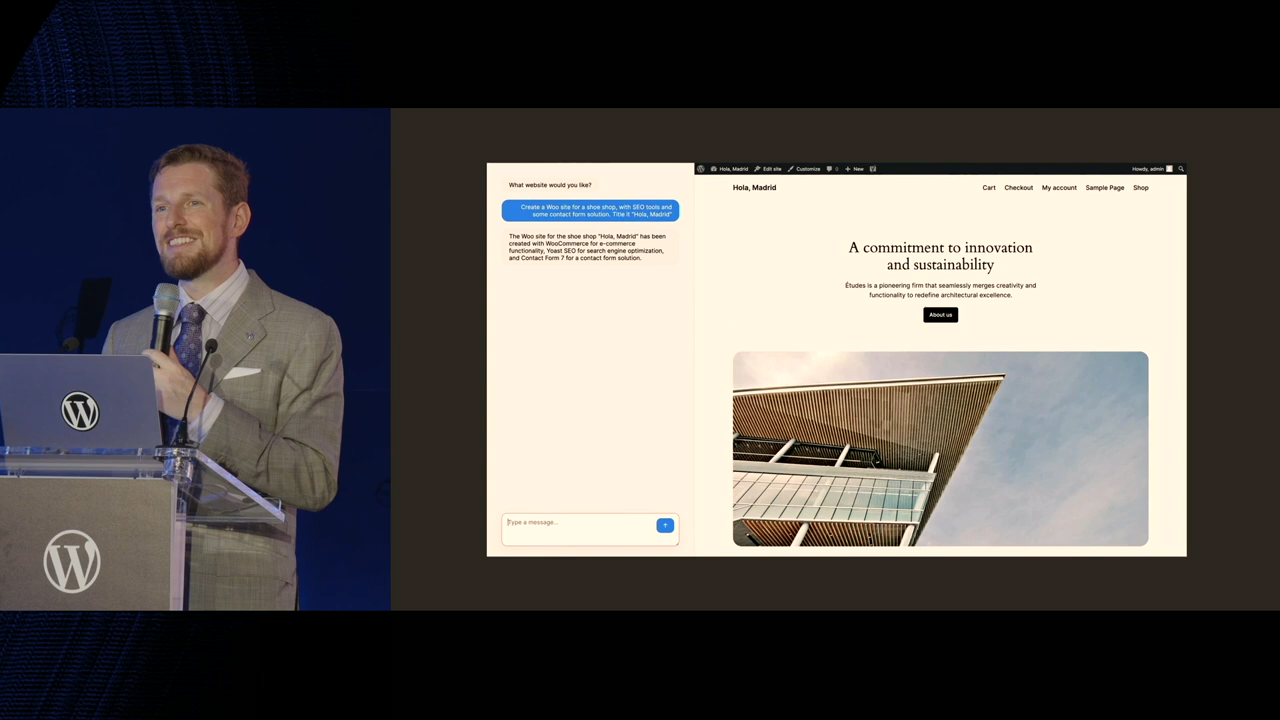 What website would you like?
Create a Woo site for a shoe shop, with SEO tools and
some contact form solution. Title it "Hola, Madrid"
The Woo site for the shoe shop "Hola, Madrid" has been
created with WooCommerce for e-commerce
functionality, Yoast SEO for search engine optimization,
and Contact Form 7 for a contact form solution.
Type a message...
Hola, Madrid Edit site Customize 0 New
Howdy, admin
Hola, Madrid
Cart Checkout My account Sample Page Shop
A commitment to innovation
and sustainability
Études is a pioneering firm that seamlessly merges creativity and
functionality to redefine architectural excellence.
About us
W
W